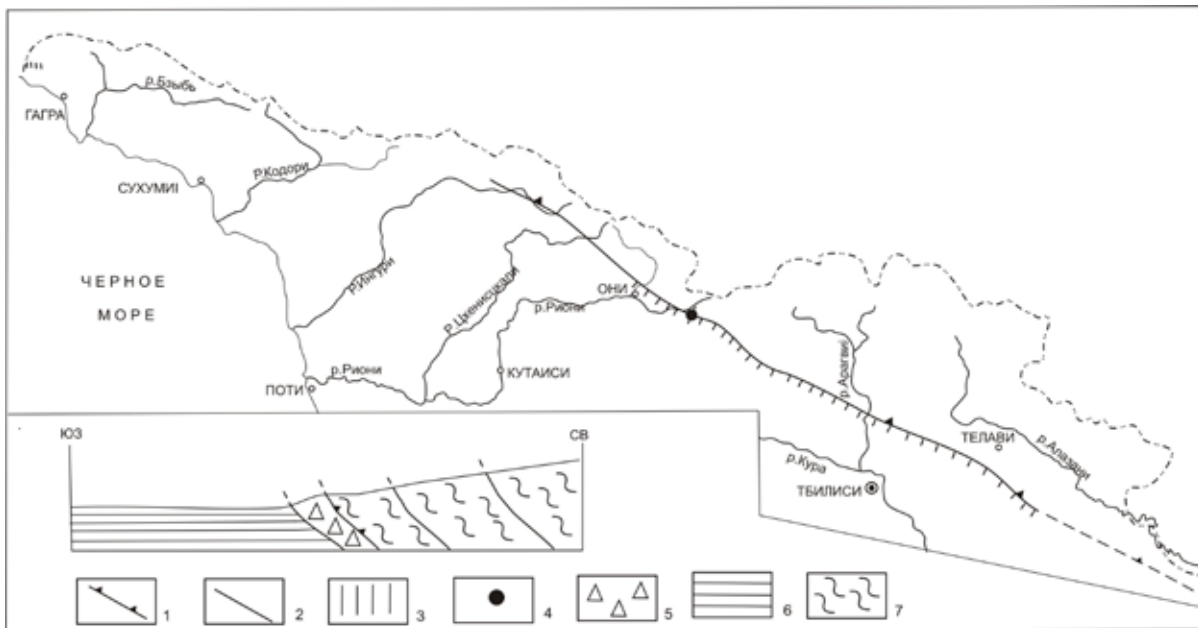 р.Бзыбь
ГАГРА
Р.Кодори
СУХУМИ
ЧЕРНОЕ
МОРЕ
Р.Ингури
Р.Цхенисцкали
ОНИ
р.Риони
р.Риони
КУТАИСИ
ПОТИ
р.Арагви
ТЕЛАВИ
р.Алазани
р.Кура
ТБИЛИСИ
ЮЗ
СВ
1
2
3
4
5
6
7